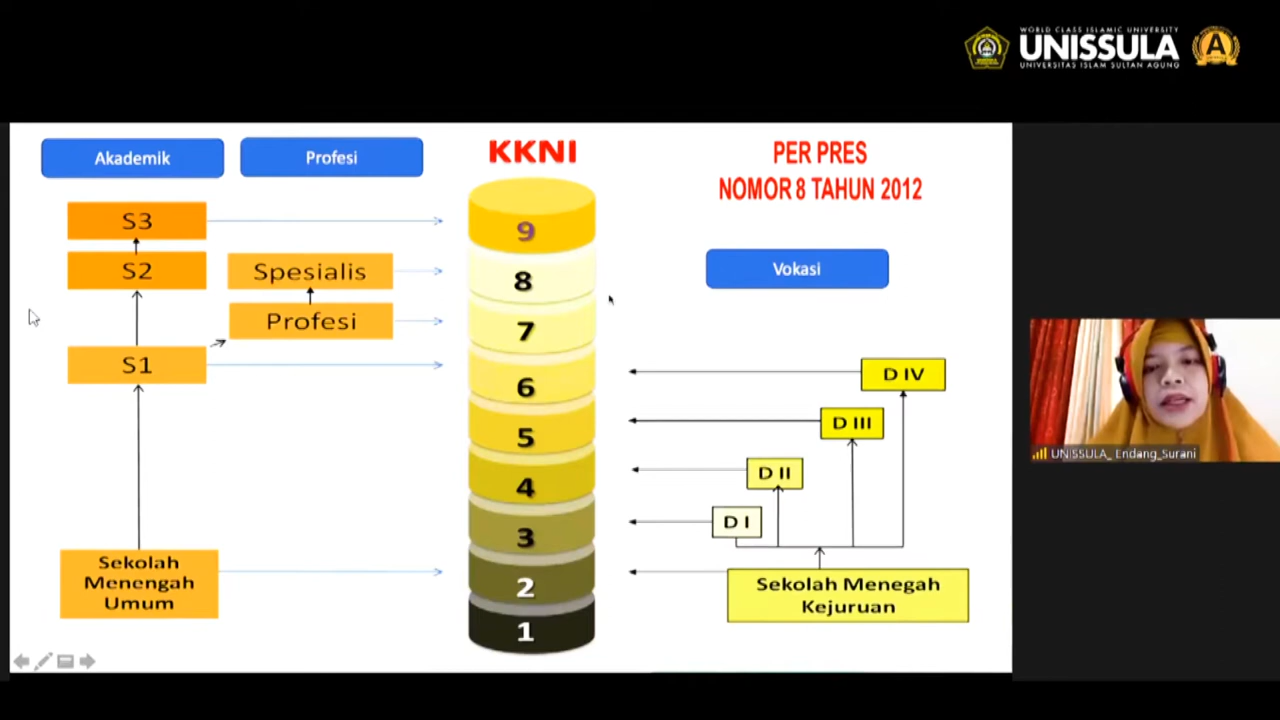 WORLD CLASS ISLAMIC UNIVERSITY
UNISSULA
UNIVERSITAS ISLAM SULTAN AGUNG
A
Akademik
Profesi
KKNI
PER PRES
NOMOR 8 TAHUN 2012
S3
9
S2
Spesialis
8
Vokasi
Profesi
7
S1
6
D IV
5
D III
4
D II
3
D I
Sekolah
Menengah
Umum
2
1
Sekolah Menegah
Kejuruan
UNISSULA_ Endang_Surani